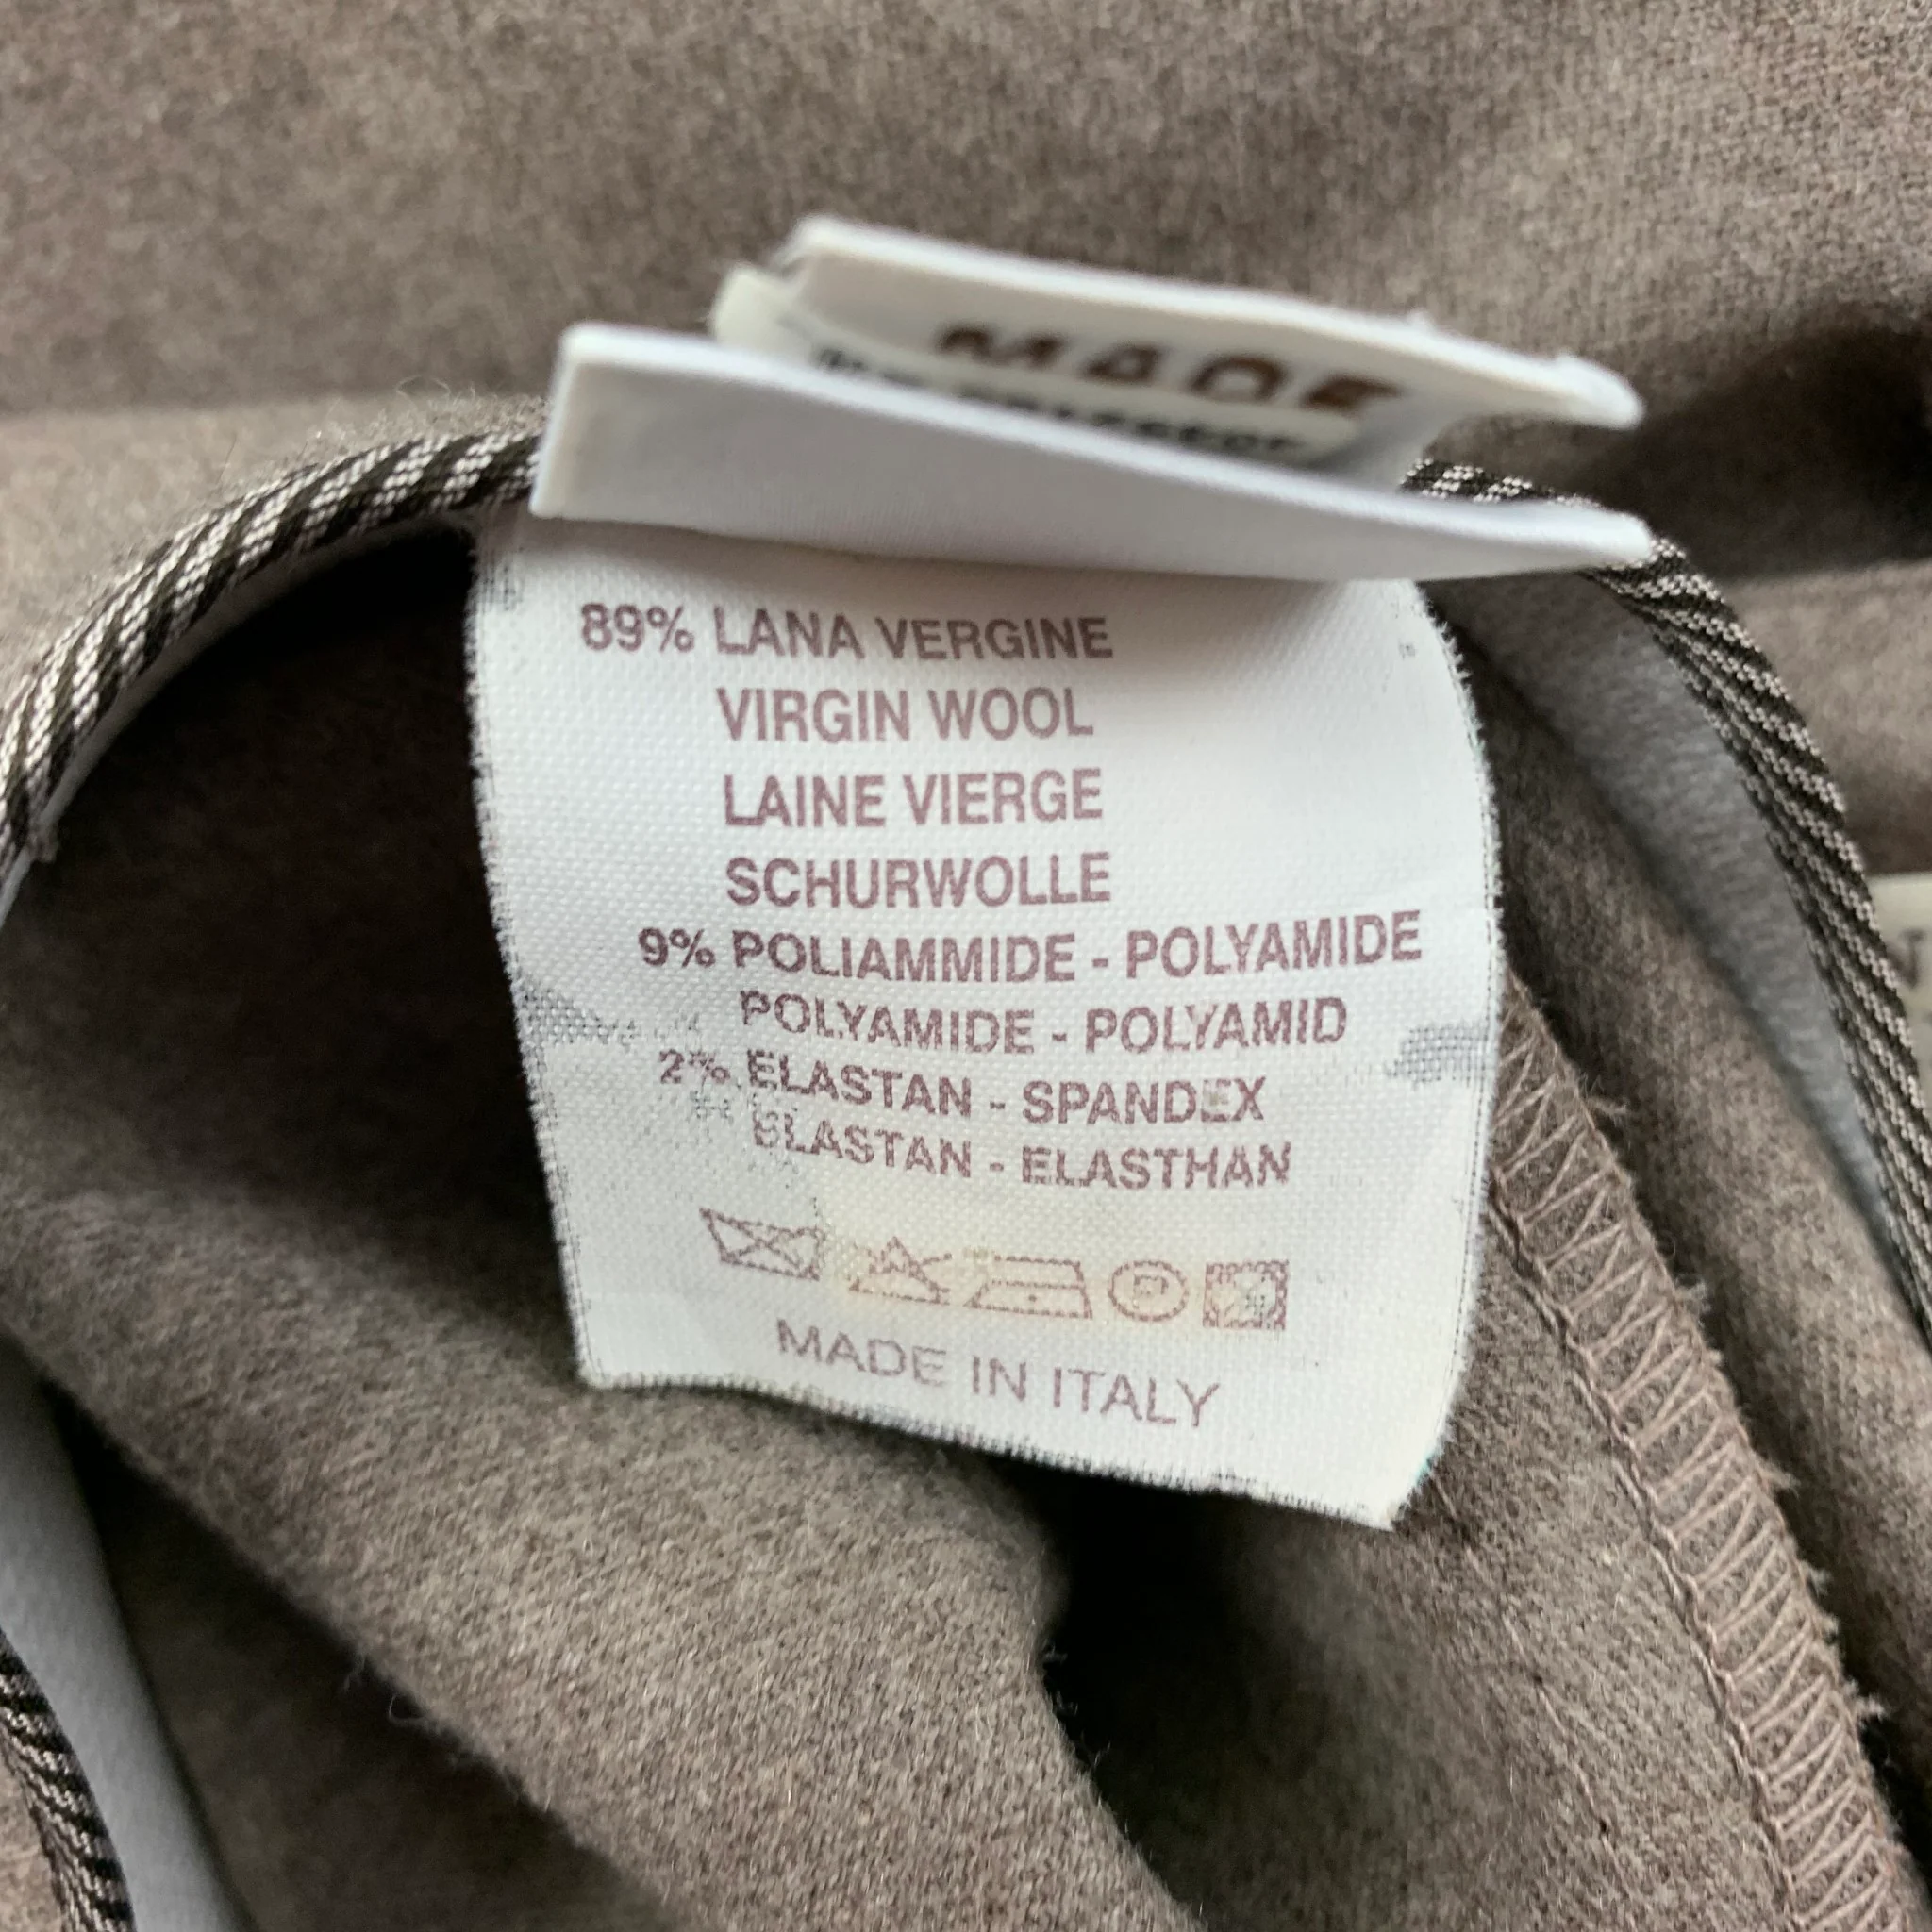 89% LANA VERGINE
VIRGIN WOOL
LAINE VIERGE
SCHURWOLLE
9% POLIAMMIDE - POLYAMIDE
POLYAMIDE - POLYAMID
2% ELASTAN - SPANDEX
ELASTAN - ELASTHAN
MADE IN ITALY